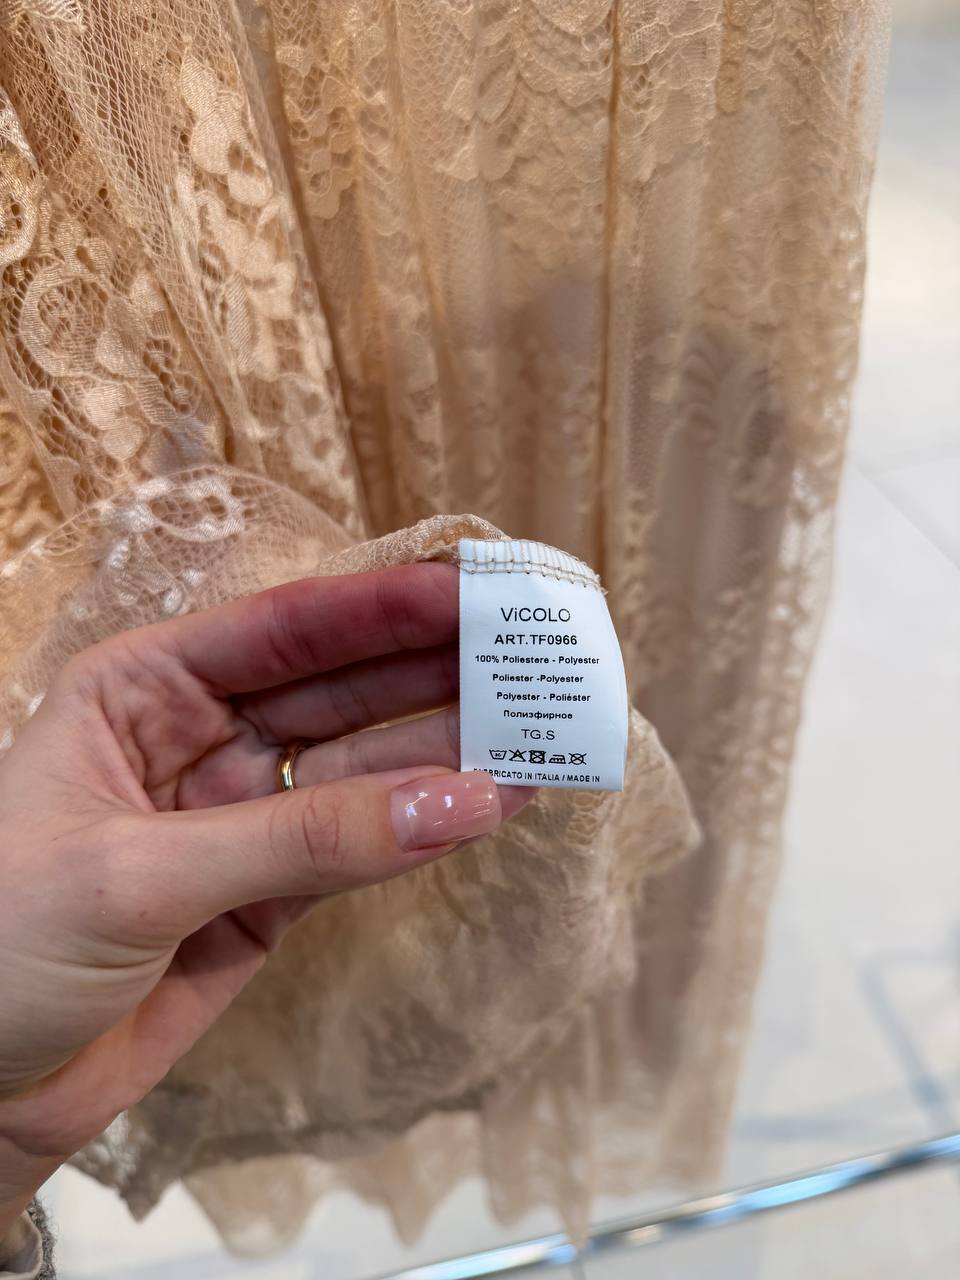 ViCOLO
ART.TF0966
100% Poliestere - Polyester
Poliester -Polyester
Polyester - Poliéster
Полиэфирное
TG.S
FABBRICATO IN ITALIA / MADE IN